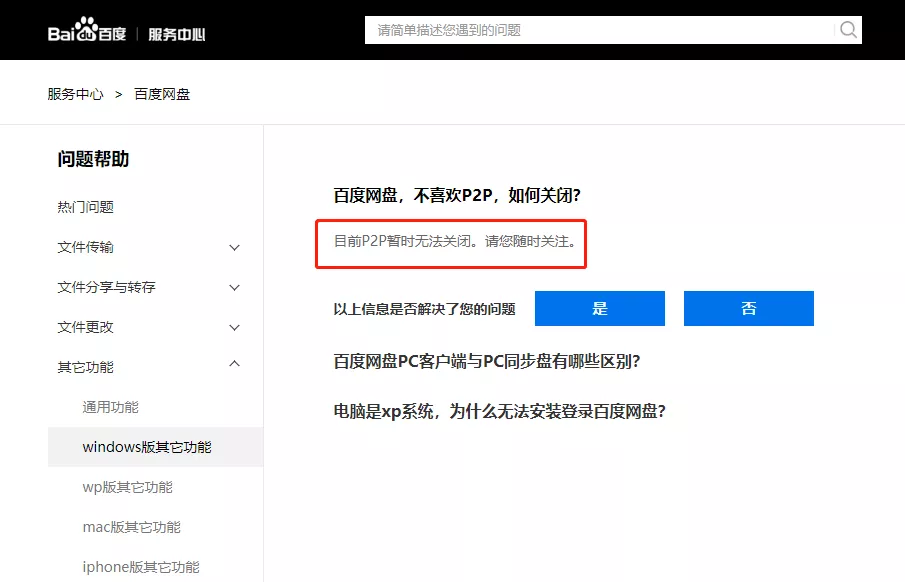 Bai du 百度 服务中心
请简单描述您遇到的问题
服务中心 > 百度网盘
问题帮助
热门问题
文件传输
文件分享与转存
文件更改
其它功能
通用功能
windows版其它功能
wp版其它功能
mac版其它功能
iphone版其它功能
百度网盘，不喜欢P2P，如何关闭？
目前P2P暂时无法关闭。请您随时关注。
以上信息是否解决了您的问题 是 否
百度网盘PC客户端与PC同步盘有哪些区别？
电脑是xp系统，为什么无法安装登录百度网盘？